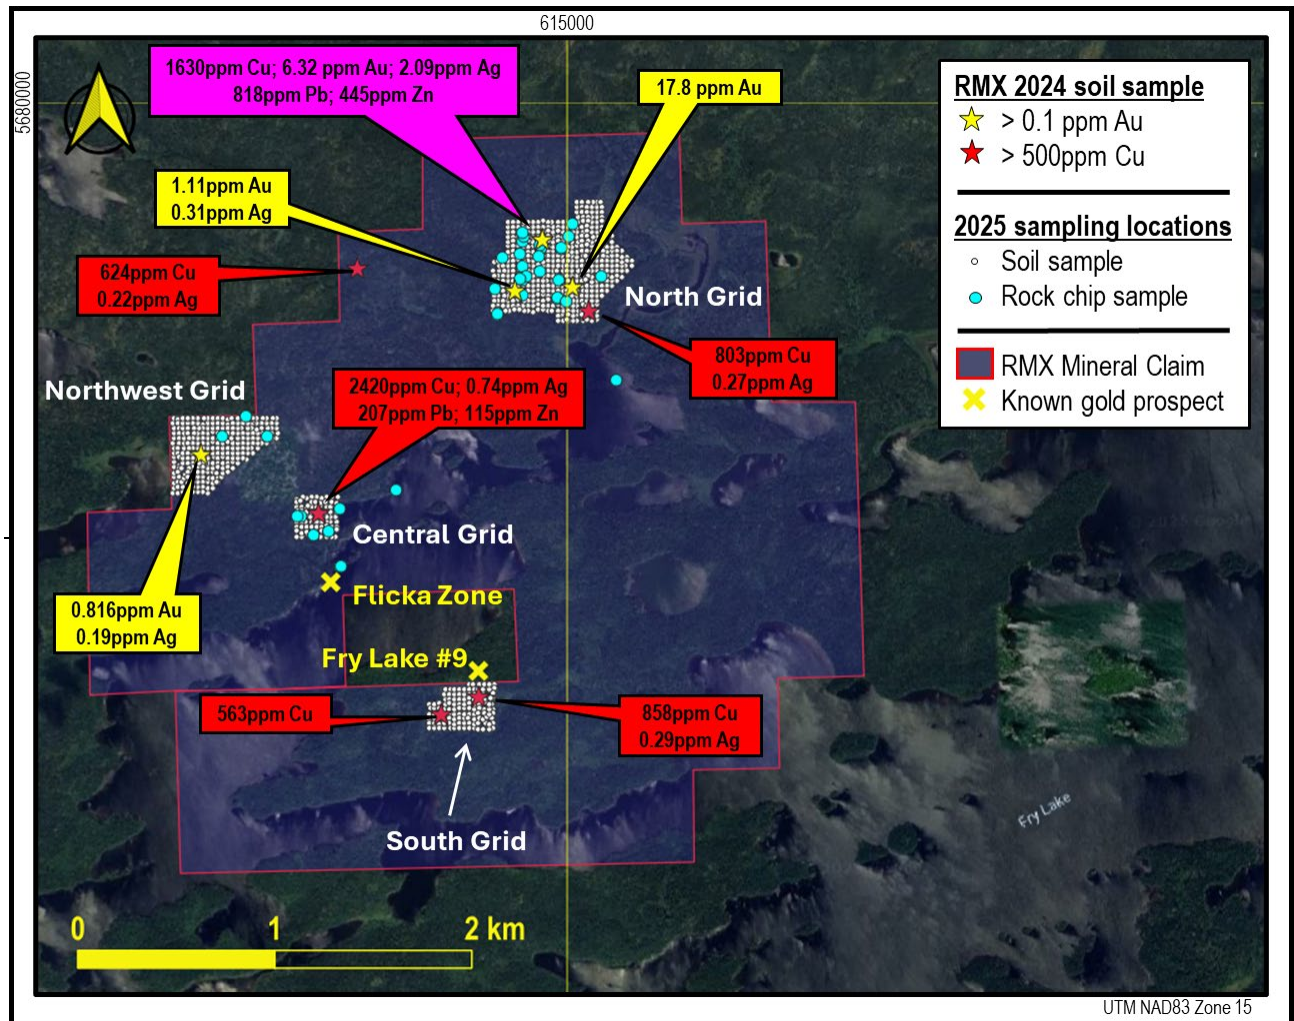 615000
5680000
1630ppm Cu; 6.32 ppm Au; 2.09ppm Ag
818ppm Pb; 445ppm Zn
17.8 ppm Au
1.11ppm Au
0.31ppm Ag
624ppm Cu
0.22ppm Ag
North Grid
803ppm Cu
0.27ppm Ag
Northwest Grid
2420ppm Cu; 0.74ppm Ag
207ppm Pb; 115ppm Zn
Central Grid
Flicka Zone
0.816ppm Au
0.19ppm Ag
Fry Lake #9
563ppm Cu
858ppm Cu
0.29ppm Ag
South Grid
Fry Lake
RMX 2024 soil sample
> 0.1 ppm Au
> 500ppm Cu
2025 sampling locations
Soil sample
Rock chip sample
RMX Mineral Claim
Known gold prospect
0 1 2 km
UTM NAD83 Zone 15